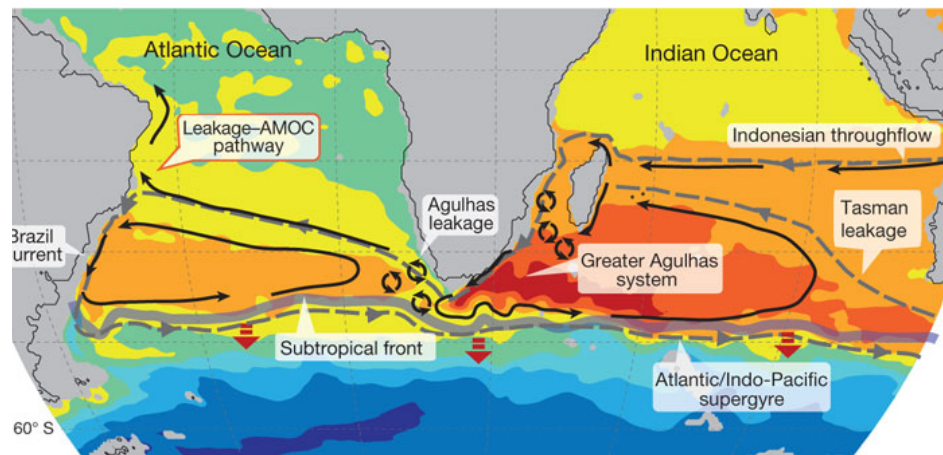 Atlantic Ocean
Indian Ocean
Leakage–AMOC
pathway
Indonesian throughflow
Agulhas
leakage
Tasman
leakage
Brazil
urrent
Greater Agulhas
system
Subtropical front
Atlantic/Indo-Pacific
supergyre
60° S